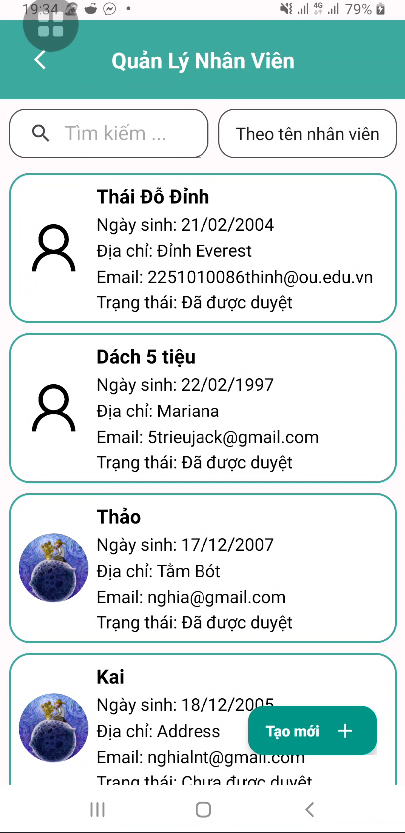 19:34 4G 79%
Quản Lý Nhân Viên
Tìm kiếm ... Theo tên nhân viên
Thái Đỗ Đỉnh
Ngày sinh: 21/02/2004
Địa chỉ: Đỉnh Everest
Email: 2251010086thinh@ou.edu.vn
Trạng thái: Đã được duyệt
Dách 5 tiệu
Ngày sinh: 22/02/1997
Địa chỉ: Mariana
Email: 5trieujack@gmail.com
Trạng thái: Đã được duyệt
Thảo
Ngày sinh: 17/12/2007
Địa chỉ: Tằm Bót
Email: nghia@gmail.com
Trạng thái: Đã được duyệt
Kai
Ngày sinh: 18/12/2005
Địa chỉ: Address
Tạo mới
Email: nghialnt@gmail.com
Trạng thái: Chưa được duyệt